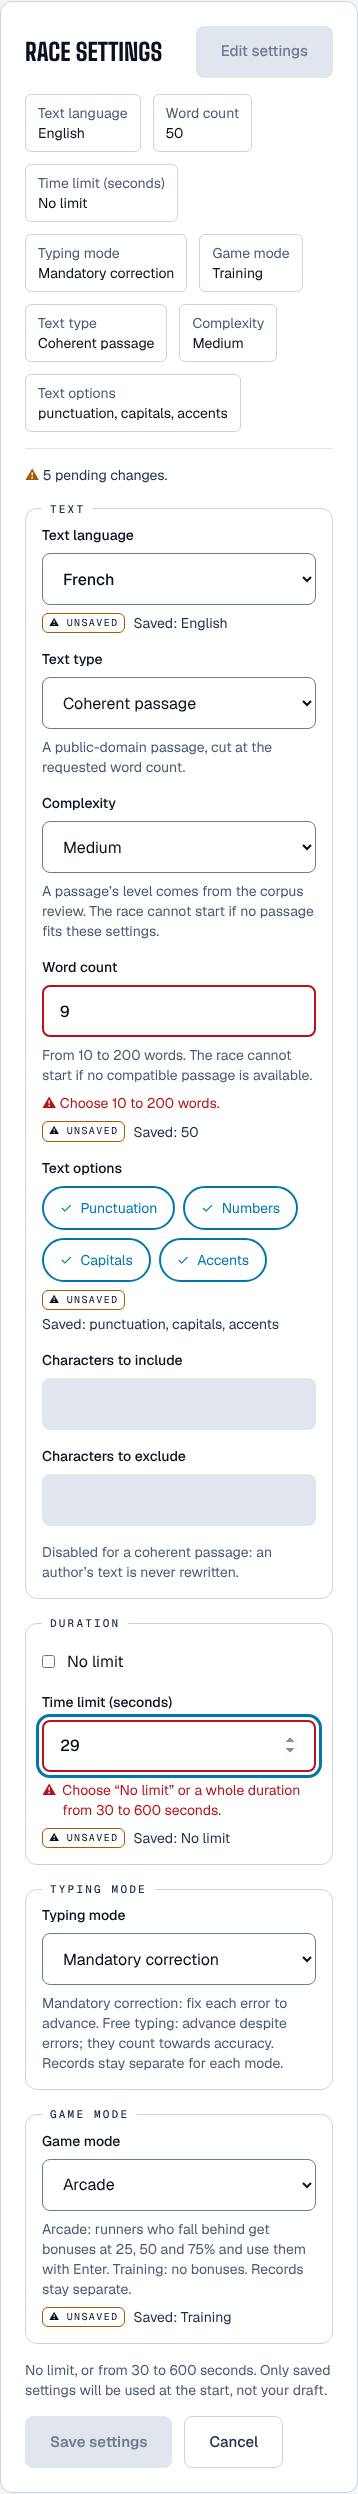 RACE SETTINGS
Edit settings
Text language
English
Word count
50
Time limit (seconds)
No limit
Typing mode
Mandatory correction
Game mode
Training
Text type
Coherent passage
Complexity
Medium
Text options
punctuation, capitals, accents
5 pending changes.
TEXT
Text language
French
UNSAVED Saved: English
Text type
Coherent passage
A public-domain passage, cut at the
requested word count.
Complexity
Medium
A passage’s level comes from the corpus
review. The race cannot start if no passage
fits these settings.
Word count
9
From 10 to 200 words. The race cannot
start if no compatible passage is available.
Choose 10 to 200 words.
UNSAVED Saved: 50
Text options
✓ Punctuation
✓ Numbers
✓ Capitals
✓ Accents
UNSAVED
Saved: punctuation, capitals, accents
Characters to include
Characters to exclude
Disabled for a coherent passage: an
author’s text is never rewritten.
DURATION
No limit
Time limit (seconds)
29
Choose “No limit” or a whole duration
from 30 to 600 seconds.
UNSAVED Saved: No limit
TYPING MODE
Typing mode
Mandatory correction
Mandatory correction: fix each error to
advance. Free typing: advance despite
errors; they count towards accuracy.
Records stay separate for each mode.
GAME MODE
Game mode
Arcade
Arcade: runners who fall behind get
bonuses at 25, 50 and 75% and use them
with Enter. Training: no bonuses. Records
stay separate.
UNSAVED Saved: Training
No limit, or from 30 to 600 seconds. Only saved
settings will be used at the start, not your draft.
Save settings
Cancel